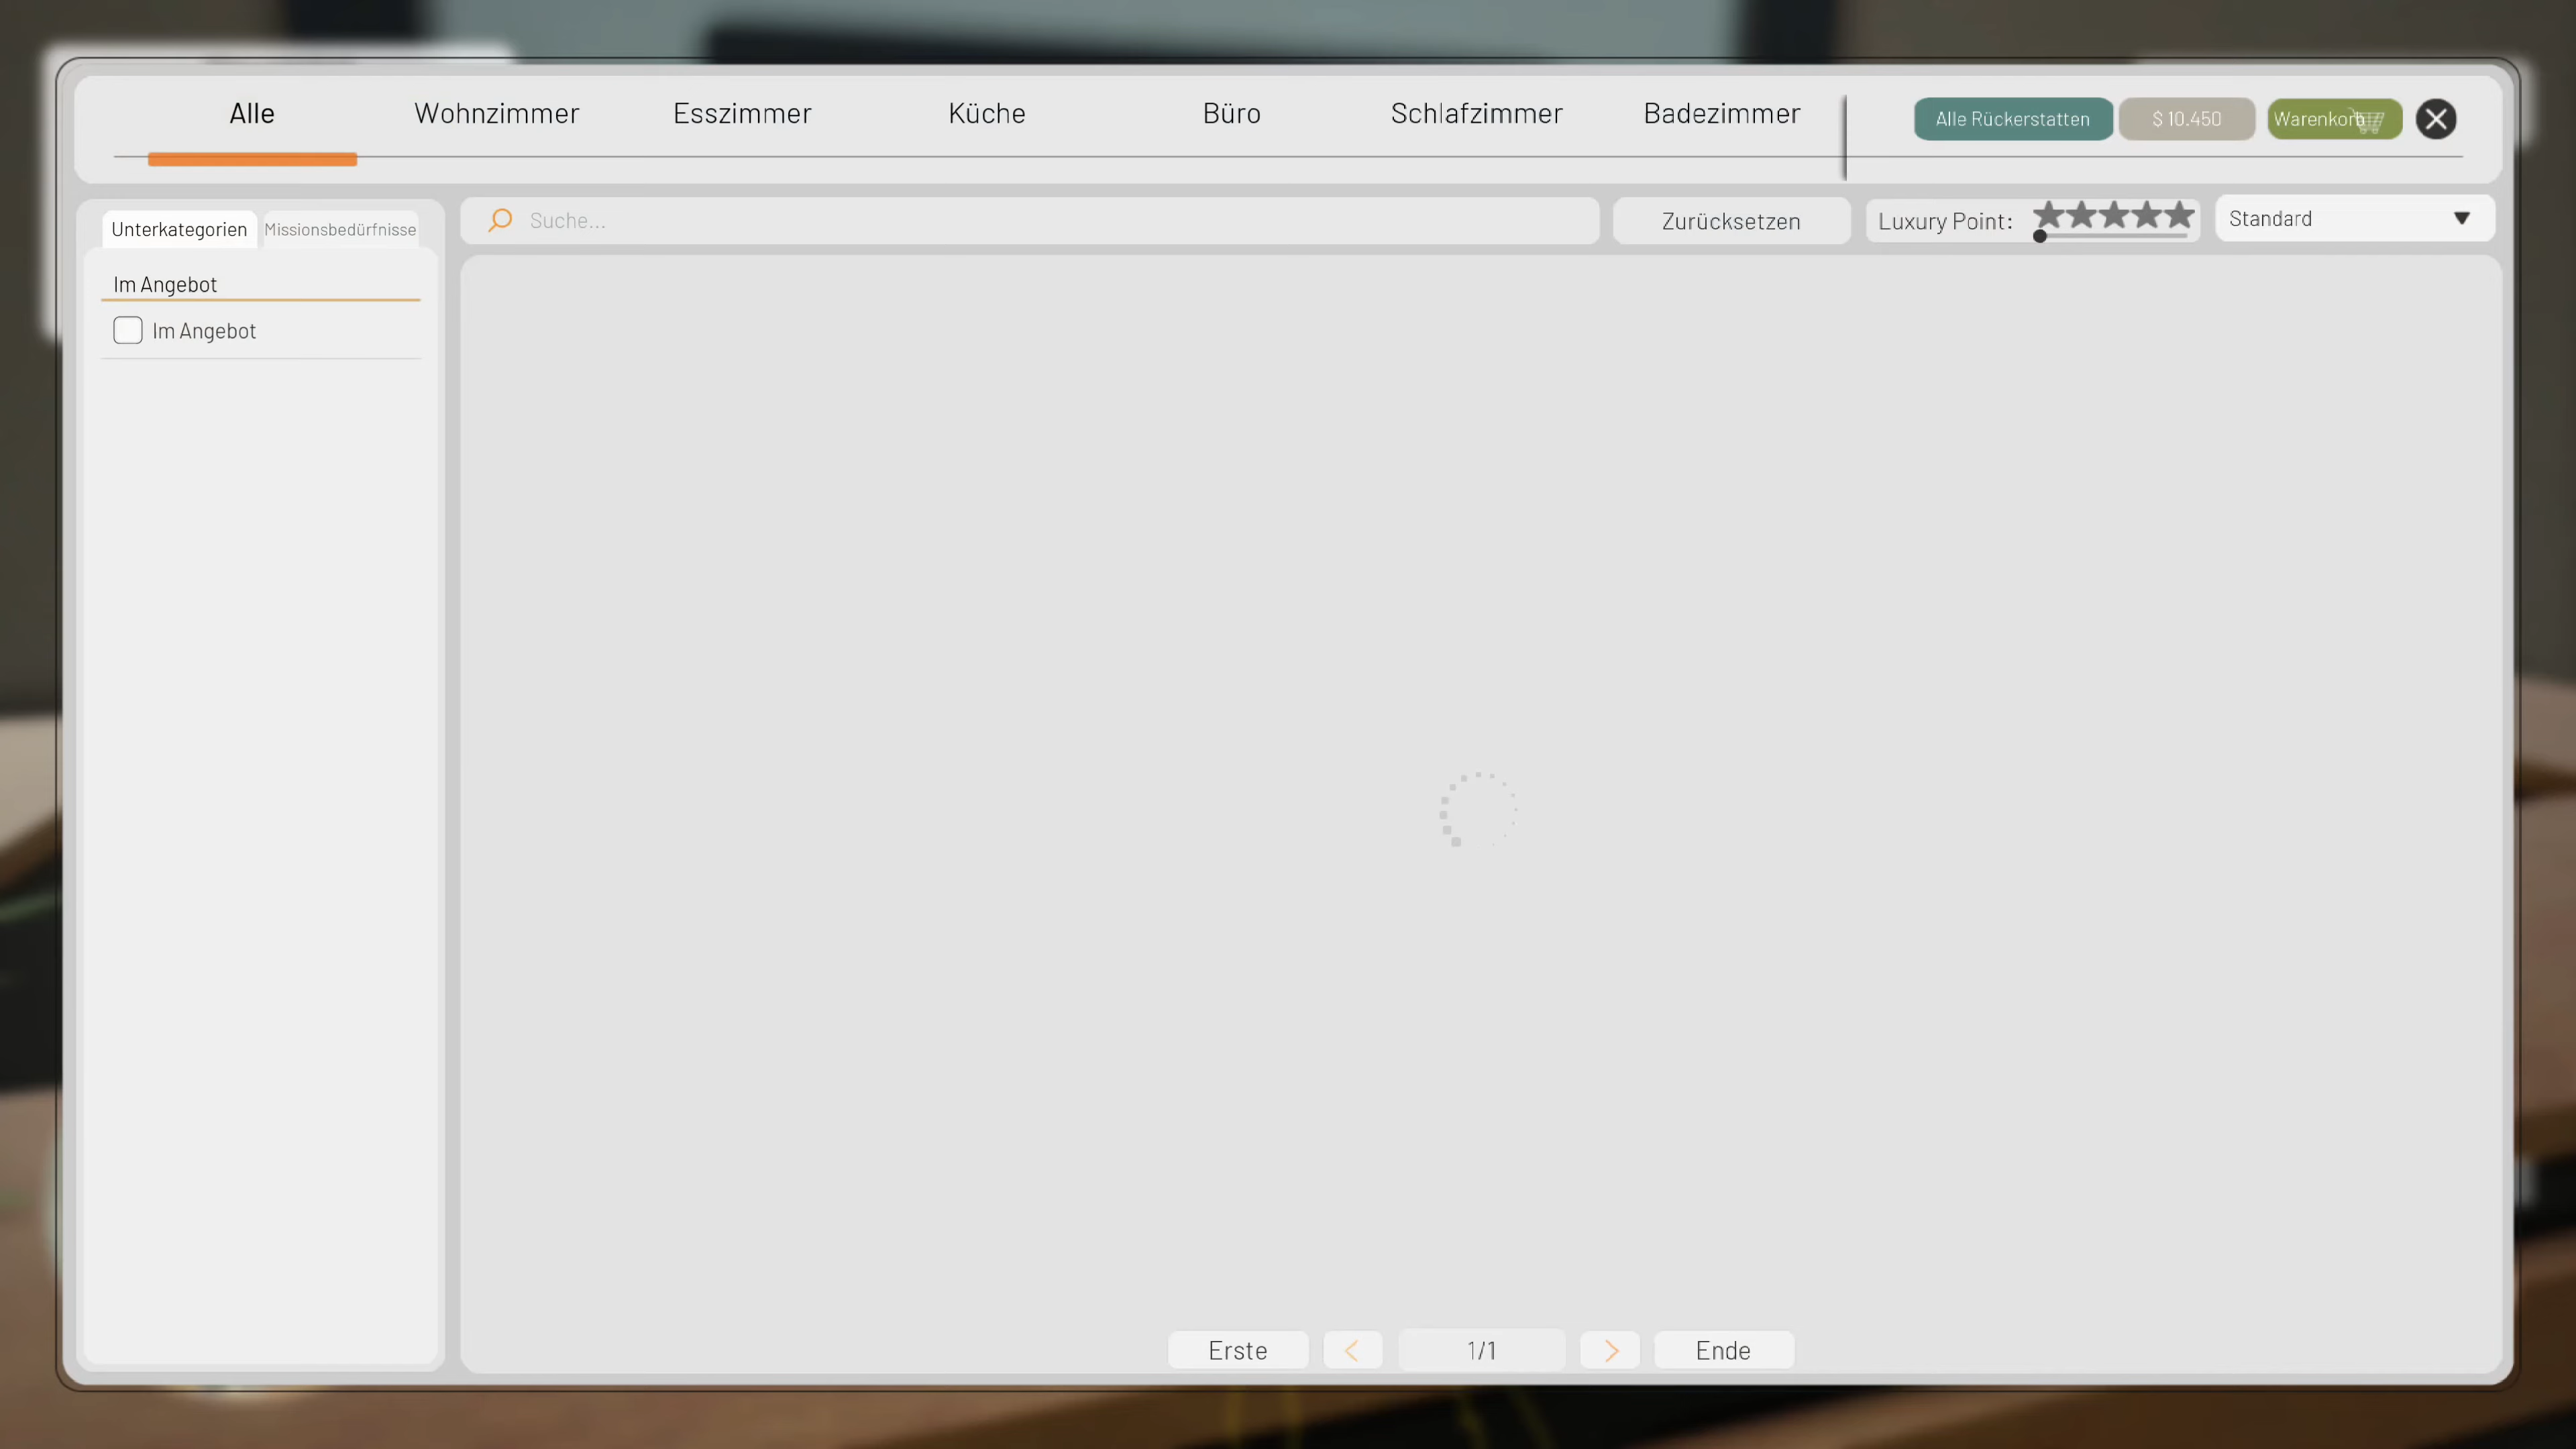 Alle
Wohnzimmer
Esszimmer
Küche
Büro
Schlafzimmer
Badezimmer
Alle Rückerstatten
$ 10.450
Warenkorb
Unterkategorien
Missionsbedürfnisse
Suche...
Zurücksetzen
Luxury Point:
Standard
Im Angebot
Im Angebot
Erste
1/1
Ende